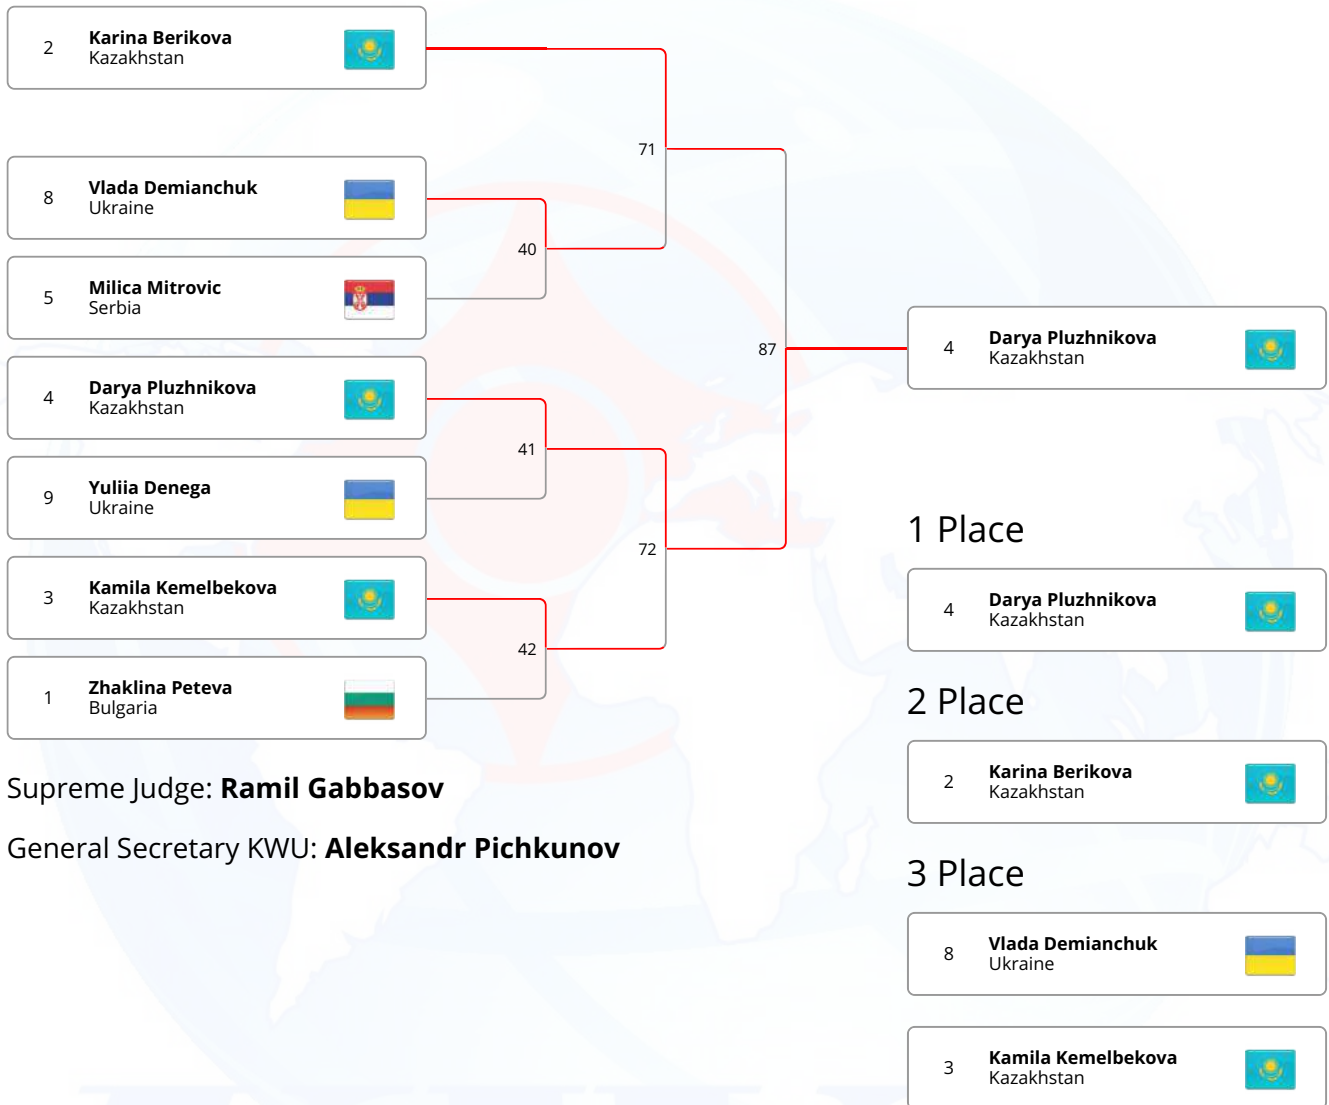 2
Karina Berikova
Kazakhstan
71
8
Vlada Demianchuk
Ukraine
40
5
Milica Mitrovic
Serbia
87
4
Darya Pluzhnikova
Kazakhstan
4
Darya Pluzhnikova
Kazakhstan
41
9
Yuliia Denega
Ukraine
72
3
Kamila Kemelbekova
Kazakhstan
42
1
Zhaklina Peteva
Bulgaria
1 Place
4
Darya Pluzhnikova
Kazakhstan
2 Place
2
Karina Berikova
Kazakhstan
3 Place
8
Vlada Demianchuk
Ukraine
3
Kamila Kemelbekova
Kazakhstan
Supreme Judge: Ramil Gabbasov
General Secretary KWU: Aleksandr Pichkunov